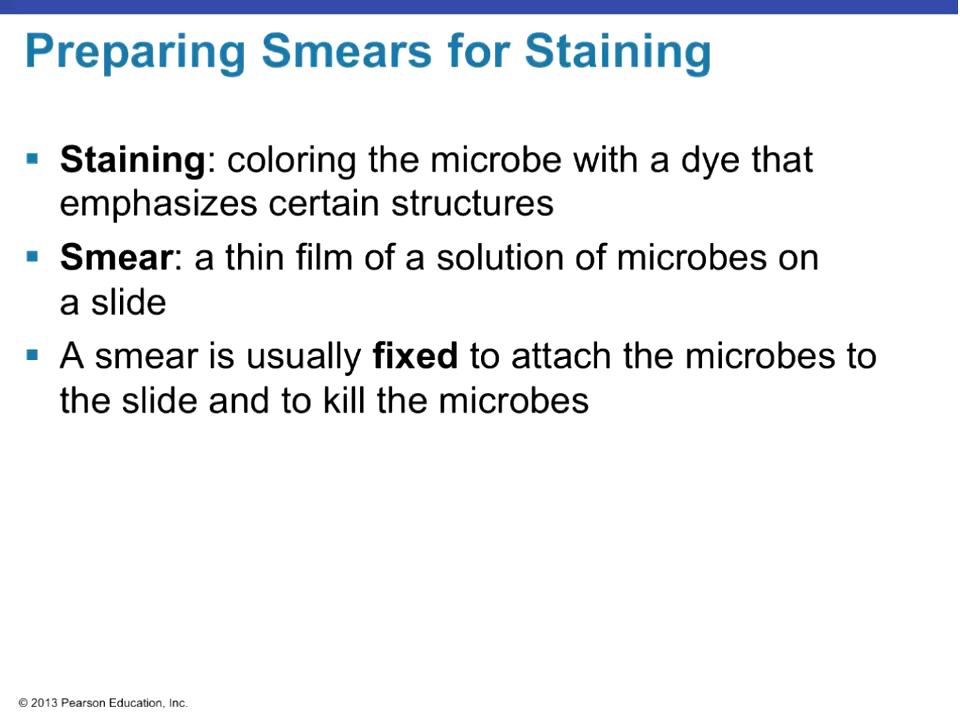 Preparing Smears for Staining
▪ Staining: coloring the microbe with a dye that
emphasizes certain structures
▪ Smear: a thin film of a solution of microbes on
a slide
▪ A smear is usually fixed to attach the microbes to
the slide and to kill the microbes
© 2013 Pearson Education, Inc.